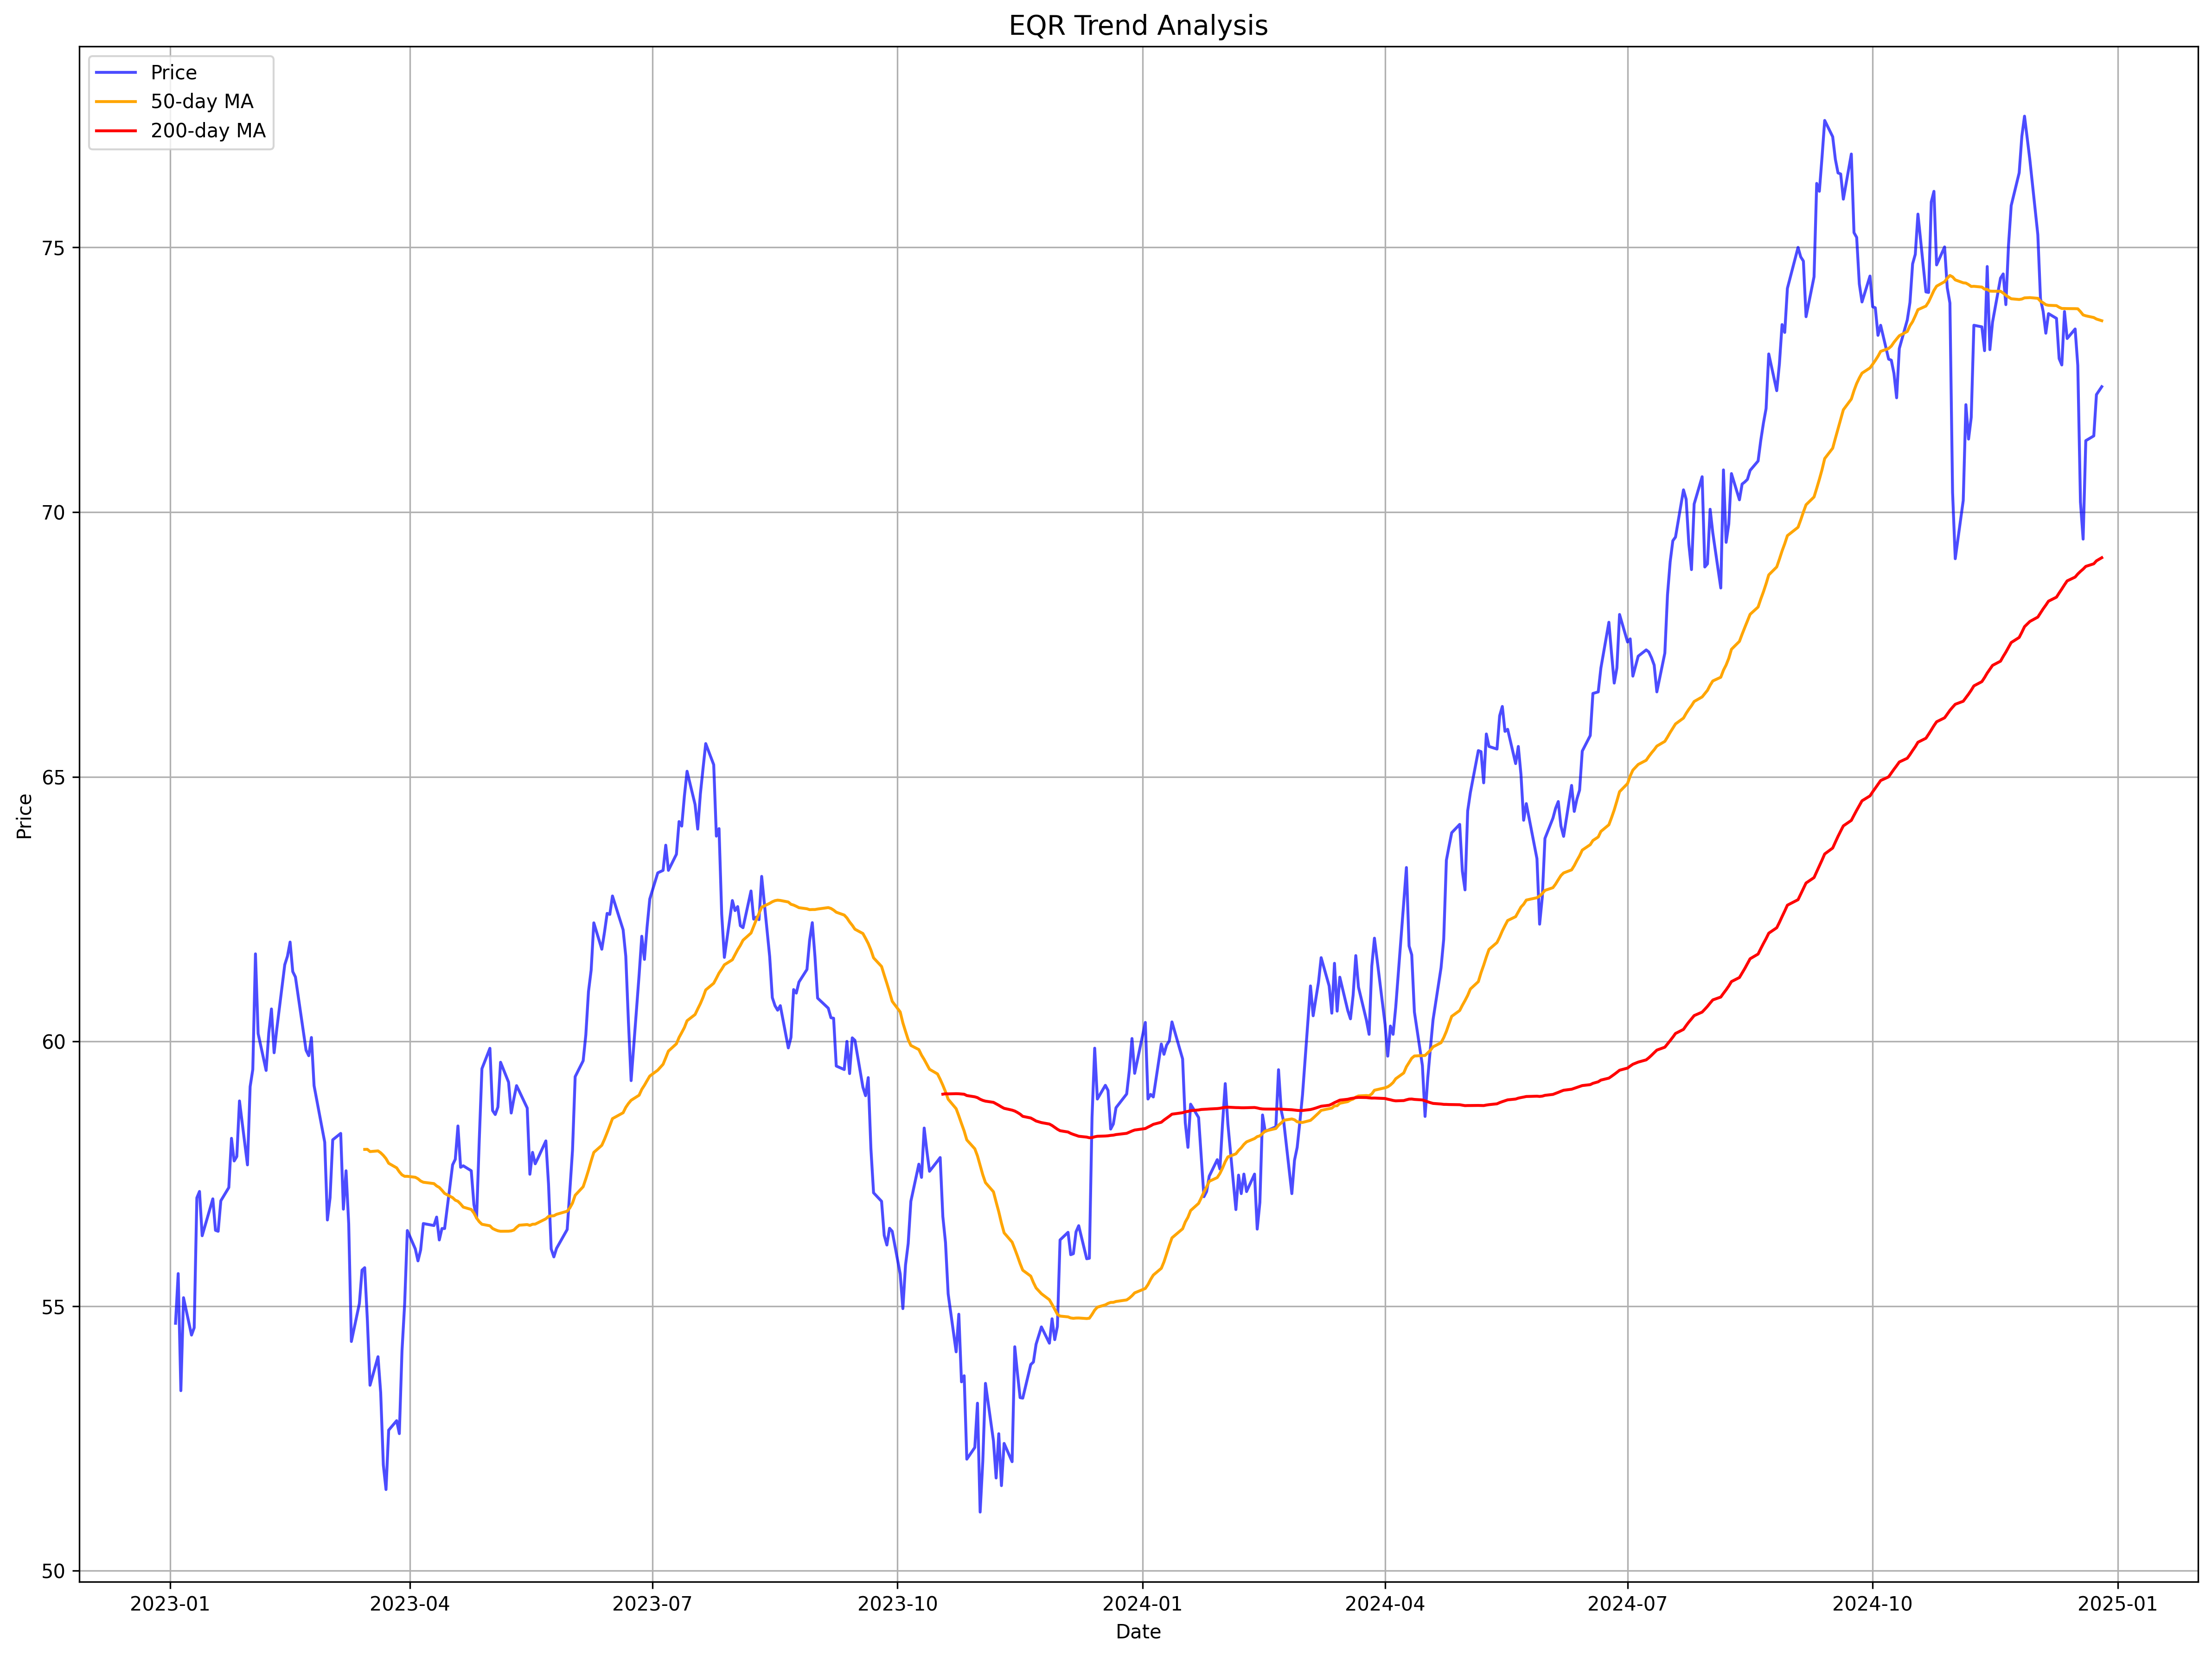 EQR Trend Analysis
Price
50-day MA
200-day MA
75
70
65
60
55
50
Price
2023-01
2023-04
2023-07
2023-10
2024-01
2024-04
2024-07
2024-10
2025-01
Date